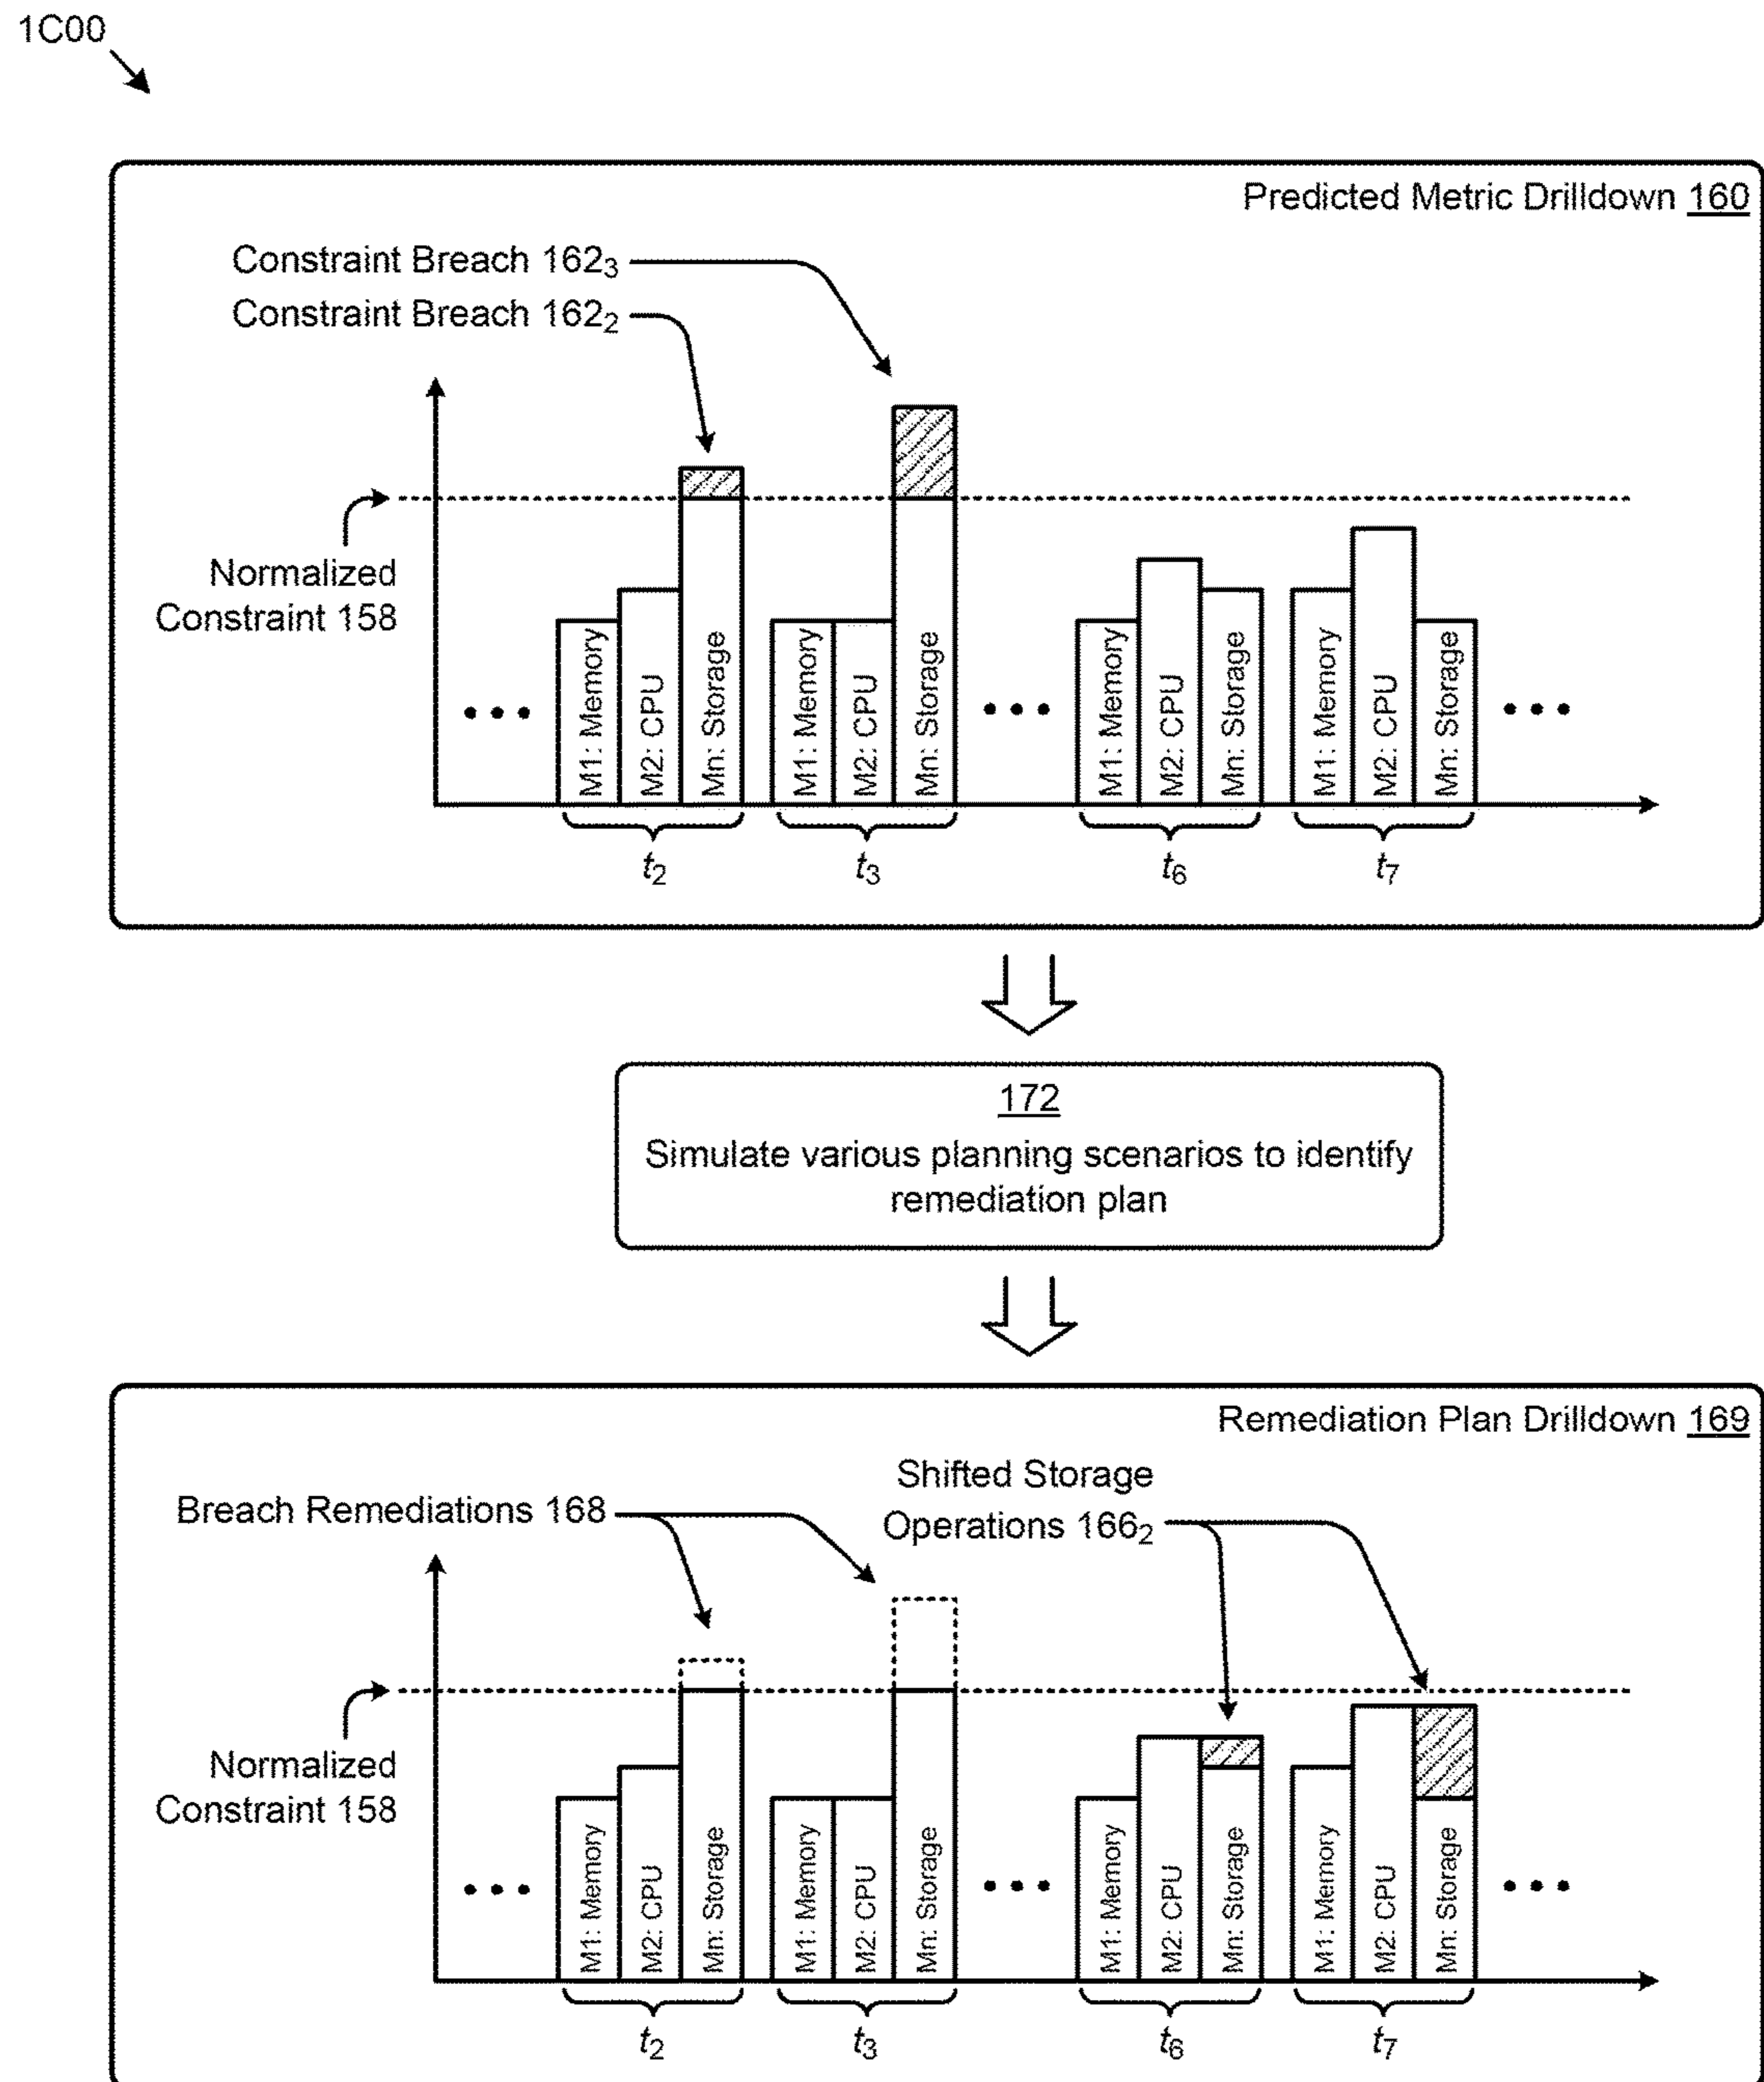 1C00
Predicted Metric Drilldown 160
Constraint Breach 162₃
Constraint Breach 162₂
Normalized
Constraint 158
M1: Memory
M2: CPU
Mn: Storage
M1: Memory
M2: CPU
Mn: Storage
M1: Memory
M2: CPU
Mn: Storage
M1: Memory
M2: CPU
Mn: Storage
t₂
t₃
t₆
t₇
172
Simulate various planning scenarios to identify
remediation plan
Remediation Plan Drilldown 169
Shifted Storage
Operations 166₂
Breach Remediations 168
Normalized
Constraint 158
M1: Memory
M2: CPU
Mn: Storage
M1: Memory
M2: CPU
Mn: Storage
M1: Memory
M2: CPU
Mn: Storage
M1: Memory
M2: CPU
Mn: Storage
t₂
t₃
t₆
t₇